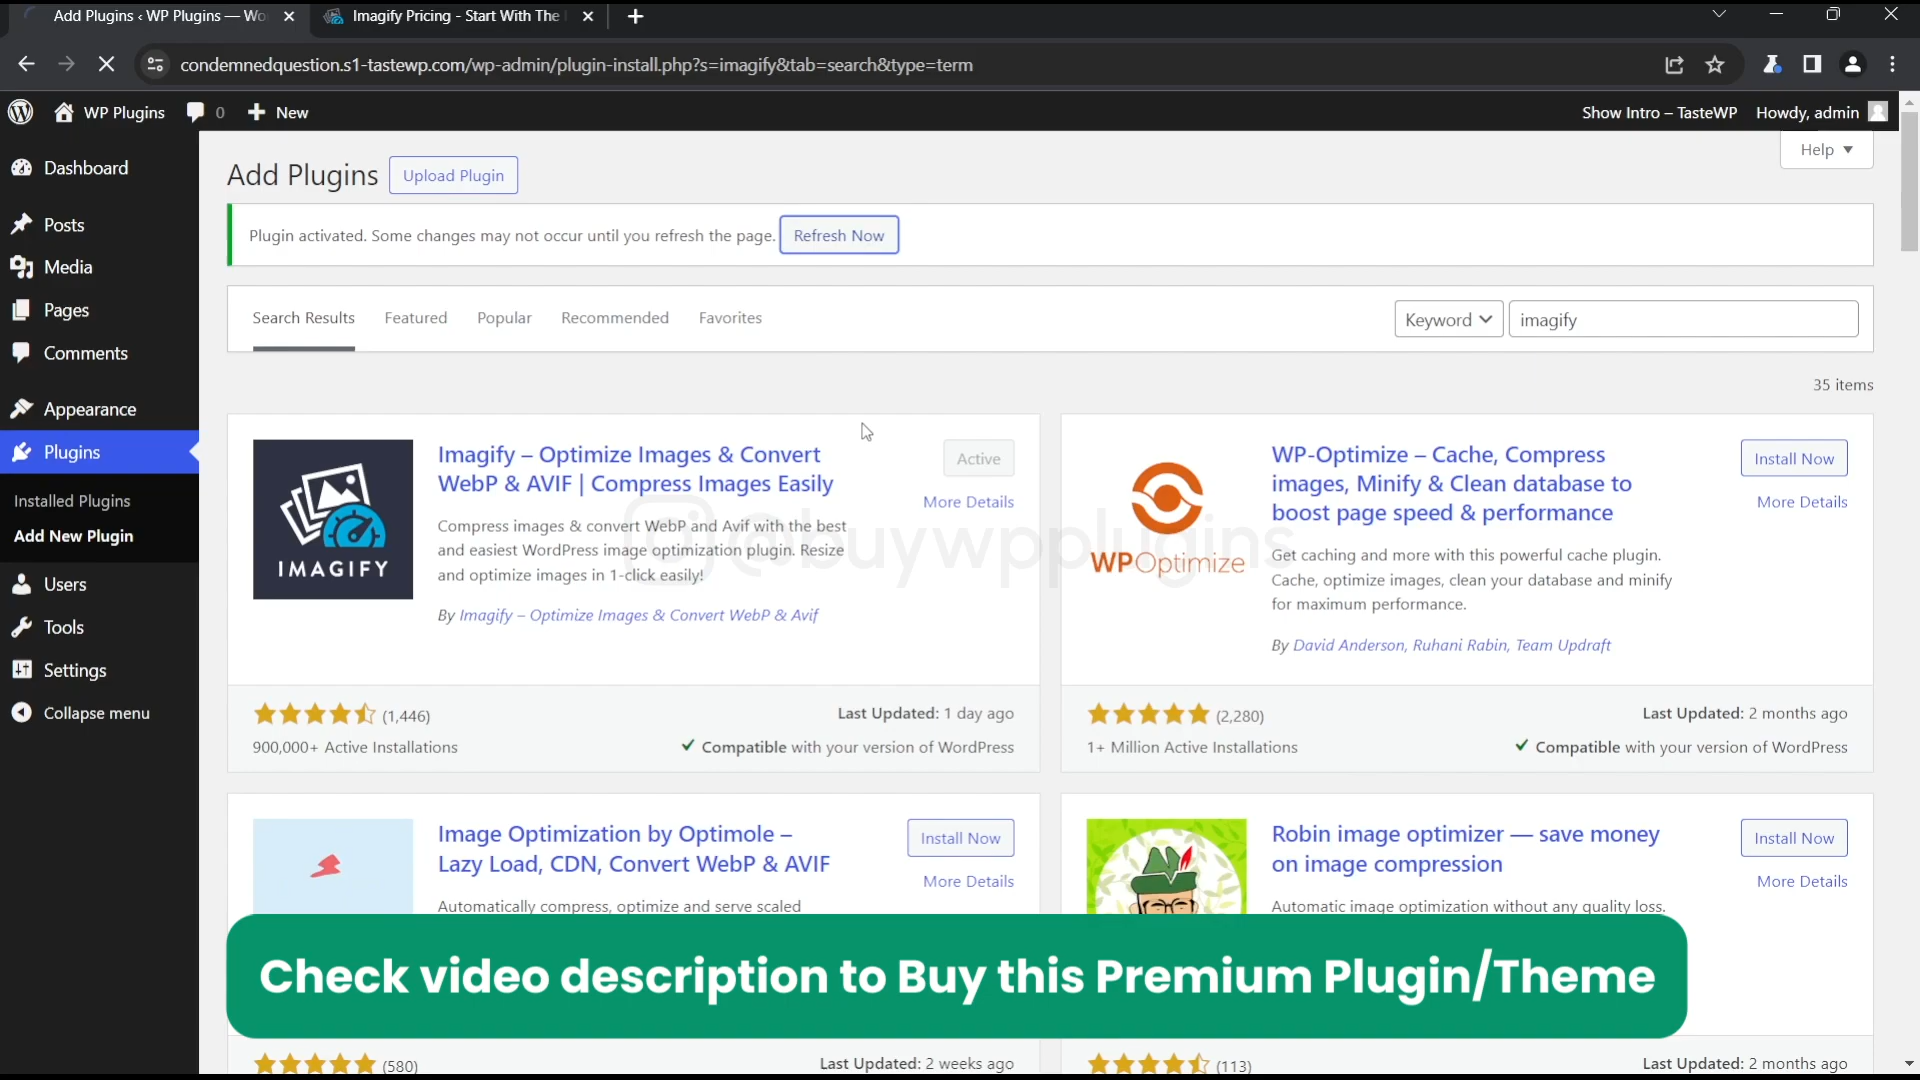 Add Plugins ‹ WP Plugins — Wo
Imagify Pricing - Start With The
condemnedquestion.s1-tastewp.com/wp-admin/plugin-install.php?s=imagify&tab=search&type=term
WP Plugins
0
New
Show Intro – TasteWP
Howdy, admin
Dashboard
Posts
Media
Pages
Comments
Appearance
Plugins
Installed Plugins
Add New Plugin
Users
Tools
Settings
Collapse menu
Help
Add Plugins
Upload Plugin
Plugin activated. Some changes may not occur until you refresh the page.
Refresh Now
Search Results
Featured
Popular
Recommended
Favorites
Keyword
imagify
35 items
IMAGIFY
Imagify – Optimize Images & Convert
WebP & AVIF | Compress Images Easily
Active
More Details
Compress images & convert WebP and Avif with the best
and easiest WordPress image optimization plugin. Resize
and optimize images in 1-click easily!
By Imagify – Optimize Images & Convert WebP & Avif
(1,446)
Last Updated: 1 day ago
900,000+ Active Installations
Compatible with your version of WordPress
@buywpplugins
WPOptimize
WP-Optimize – Cache, Compress
images, Minify & Clean database to
boost page speed & performance
Install Now
More Details
Get caching and more with this powerful cache plugin.
Cache, optimize images, clean your database and minify
for maximum performance.
By David Anderson, Ruhani Rabin, Team Updraft
(2,280)
Last Updated: 2 months ago
1+ Million Active Installations
Compatible with your version of WordPress
Image Optimization by Optimole –
Lazy Load, CDN, Convert WebP & AVIF
Install Now
More Details
Automatically compress, optimize and serve scaled
Robin image optimizer — save money
on image compression
Install Now
More Details
Automatic image optimization without any quality loss.
Check video description to Buy this Premium Plugin/Theme
(580)
Last Updated: 2 weeks ago
(113)
Last Updated: 2 months ago